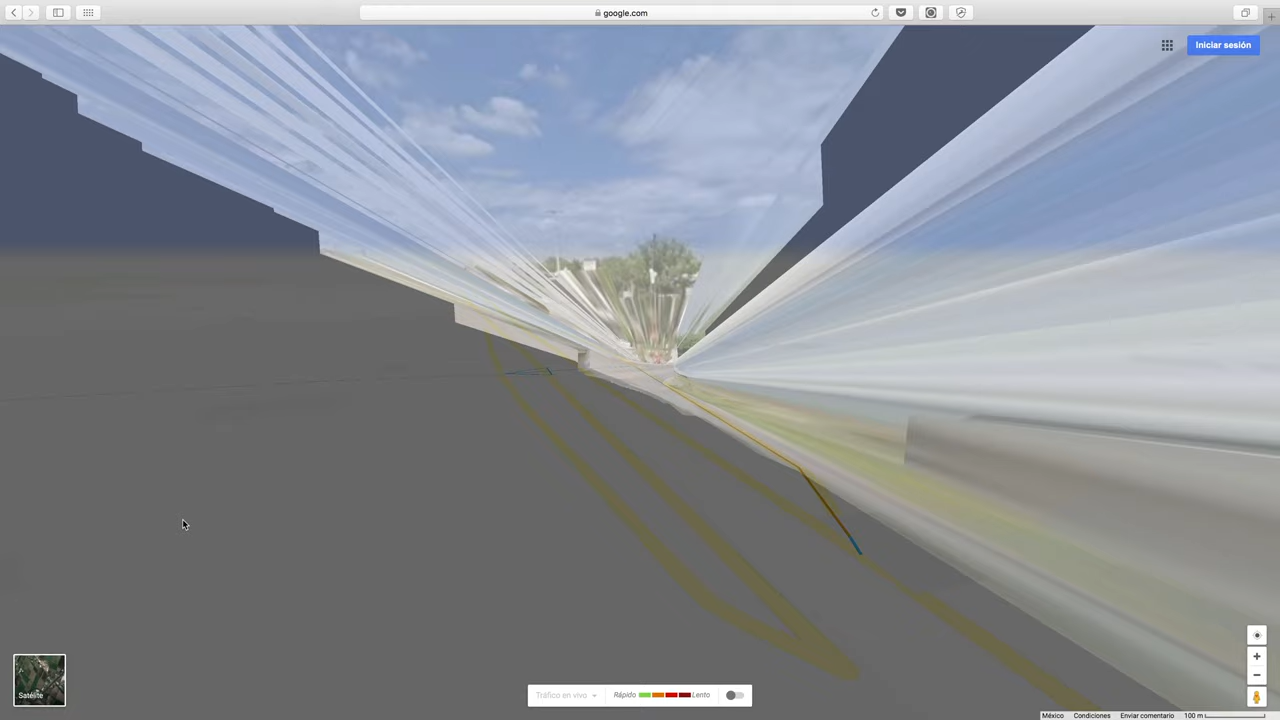 google.com
Iniciar sesión
Satélite
Tráfico en vivo
Rápido
Lento
México
Condiciones
Enviar comentario
100 m